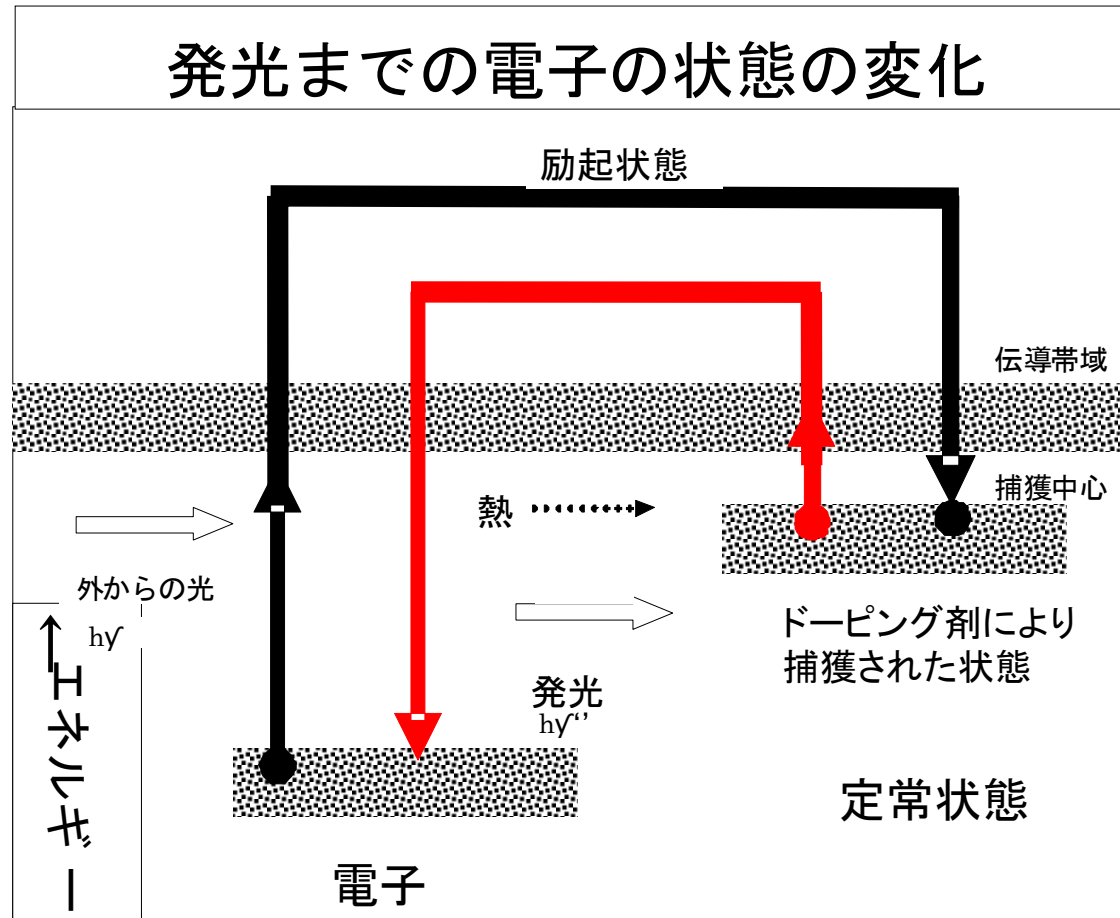 発光までの電子の状態の変化
励起状態
伝導帯域
捕獲中心
熱
外からの光
hγ
ドーピング剤により
捕獲された状態
発光
hγ‘’
エネルギー
定常状態
電子